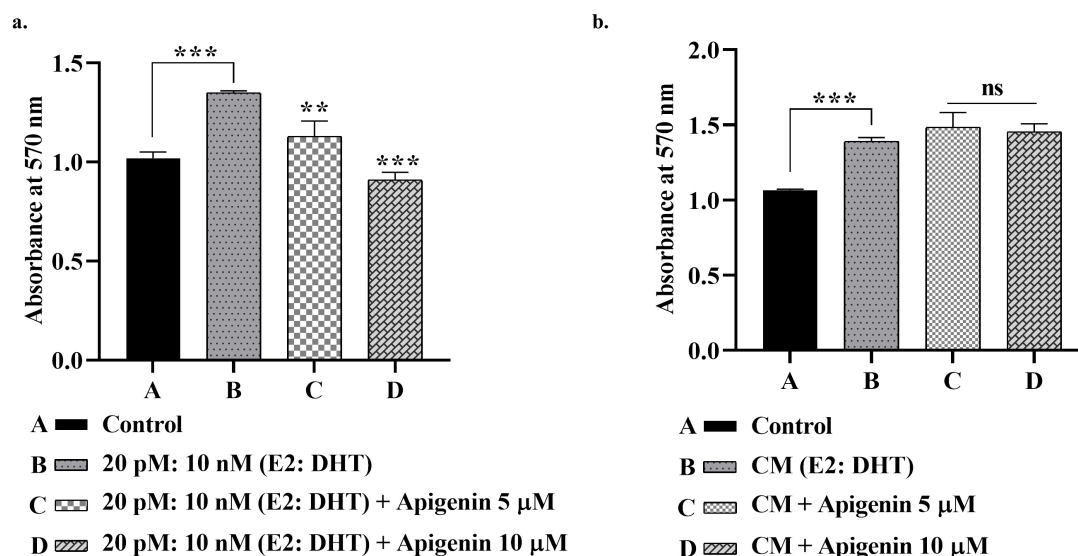 a.
Absorbance at 570 nm
1.5
1.0
0.5
0.0
***
**
***
A B C D
A Control
B 20 pM: 10 nM (E2: DHT)
C 20 pM: 10 nM (E2: DHT) + Apigenin 5 μM
D 20 pM: 10 nM (E2: DHT) + Apigenin 10 μM
b.
Absorbance at 570 nm
2.0
1.5
1.0
0.5
0.0
***
ns
A B C D
A Control
B CM (E2: DHT)
C CM + Apigenin 5 μM
D CM + Apigenin 10 μM